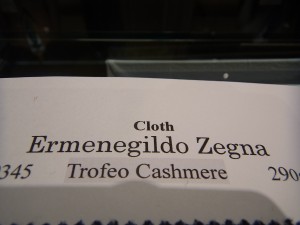 Cloth
Ermenegildo Zegna
345 Trofeo Cashmere 290